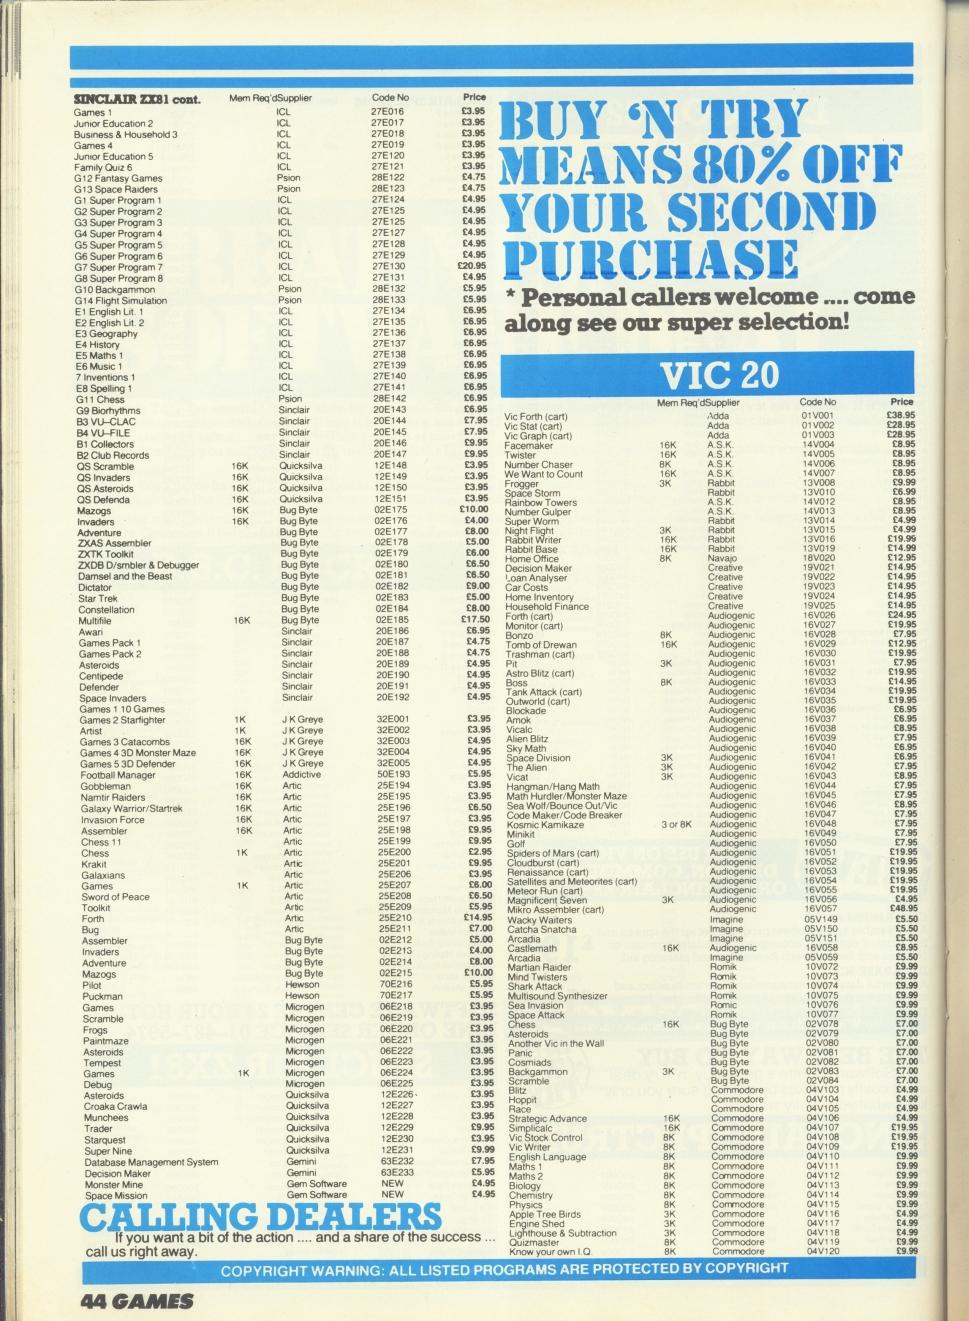 SINCLAIR ZX81 cont. Mem Req'd Supplier Code No Price
Games 1 ICL 27E016 £3.95
Junior Education 2 ICL 27E017 £3.95
Business & Household 3 ICL 27E018 £3.95
Games 4 ICL 27E019 £3.95
Junior Education 5 ICL 27E120 £3.95
Family Quiz 6 ICL 27E121 £3.95
G12 Fantasy Games Psion 28E122 £4.75
G13 Space Raiders Psion 28E123 £4.75
G1 Super Program 1 ICL 27E124 £4.95
G2 Super Program 2 ICL 27E125 £4.95
G3 Super Program 3 ICL 27E125 £4.95
G4 Super Program 4 ICL 27E127 £4.95
G5 Super Program 5 ICL 27E128 £4.95
G6 Super Program 6 ICL 27E129 £4.95
G7 Super Program 7 ICL 27E130 £20.95
G8 Super Program 8 ICL 27E131 £4.95
G10 Backgammon Psion 28E132 £5.95
G14 Flight Simulation Psion 28E133 £5.95
E1 English Lit. 1 ICL 27E134 £6.95
E2 English Lit. 2 ICL 27E135 £6.95
E3 Geography ICL 27E136 £6.95
E4 History ICL 27E137 £6.95
E5 Maths 1 ICL 27E138 £6.95
E6 Music 1 ICL 27E139 £6.95
7 Inventions 1 ICL 27E140 £6.95
E8 Spelling 1 ICL 27E141 £6.95
G11 Chess Psion 28E142 £6.95
G9 Biorhythms Sinclair 20E143 £6.95
B3 VU–CLAC Sinclair 20E144 £7.95
B4 VU–FILE Sinclair 20E145 £7.95
B1 Collectors Sinclair 20E146 £9.95
B2 Club Records Sinclair 20E147 £9.95
QS Scramble 16K Quicksilva 12E148 £3.95
QS Invaders 16K Quicksilva 12E149 £3.95
QS Asteroids 16K Quicksilva 12E150 £3.95
QS Defenda 16K Quicksilva 12E151 £3.95
Mazogs 16K Bug Byte 02E175 £10.00
Invaders 16K Bug Byte 02E176 £4.00
Adventure Bug Byte 02E177 £8.00
ZXAS Assembler Bug Byte 02E178 £5.00
ZXTK Toolkit Bug Byte 02E179 £6.00
ZXDB D/smbler & Debugger Bug Byte 02E180 £6.50
Damsel and the Beast Bug Byte 02E181 £6.50
Dictator Bug Byte 02E182 £9.00
Star Trek Bug Byte 02E183 £5.00
Constellation Bug Byte 02E184 £8.00
Multifile 16K Bug Byte 02E185 £17.50
Awari Sinclair 20E186 £6.95
Games Pack 1 Sinclair 20E187 £4.75
Games Pack 2 Sinclair 20E188 £4.75
Asteroids Sinclair 20E189 £4.95
Centipede Sinclair 20E190 £4.95
Defender Sinclair 20E191 £4.95
Space Invaders Sinclair 20E192 £4.95
Games 1 10 Games
Games 2 Starfighter 1K J K Greye 32E001 £3.95
Artist 1K J K Greye 32E002 £3.95
Games 3 Catacombs 16K J K Greye 32E003 £4.95
Games 4 3D Monster Maze 16K J K Greye 32E004 £4.95
Games 5 3D Defender 16K J K Greye 32E005 £4.95
Football Manager 16K Addictive 50E193 £5.95
Gobbleman 16K Artic 25E194 £3.95
Namtir Raiders 16K Artic 25E195 £3.95
Galaxy Warrior/Startrek 16K Artic 25E196 £6.50
Invasion Force 16K Artic 25E197 £3.95
Assembler 16K Artic 25E198 £9.95
Chess 11 Artic 25E199 £9.95
Chess 1K Artic 25E200 £2.95
Krakit Artic 25E201 £9.95
Galaxians Artic 25E206 £3.95
Games 1K Artic 25E207 £6.00
Sword of Peace Artic 25E208 £6.50
Toolkit Artic 25E209 £5.95
Forth Artic 25E210 £14.95
Bug Artic 25E211 £7.00
Assembler Bug Byte 02E212 £5.00
Invaders Bug Byte 02E213 £4.00
Adventure Bug Byte 02E214 £8.00
Mazogs Bug Byte 02E215 £10.00
Pilot Hewson 70E216 £5.95
Puckman Hewson 70E217 £5.95
Games Microgen 06E218 £3.95
Scramble Microgen 06E219 £3.95
Frogs Microgen 06E220 £3.95
Paintmaze Microgen 06E221 £3.95
Asteroids Microgen 06E222 £3.95
Tempest Microgen 06E223 £3.95
Games 1K Microgen 06E224 £3.95
Debug Microgen 06E225 £3.95
Asteroids Quicksilva 12E226 £3.95
Croaka Crawla Quicksilva 12E227 £3.95
Munchees Quicksilva 12E228 £3.95
Trader Quicksilva 12E229 £9.95
Starquest Quicksilva 12E230 £3.95
Super Nine Quicksilva 12E231 £9.99
Database Management System Gemini 63E232 £7.95
Decision Maker Gemini 63E233 £5.95
Monster Mine Gem Software NEW £4.95
Space Mission Gem Software NEW £4.95
CALLING DEALERS
If you want a bit of the action .... and a share of the success ...
call us right away.
BUY 'N TRY
MEANS 80% OFF
YOUR SECOND
PURCHASE
* Personal callers welcome .... come
along see our super selection!
VIC 20
Mem Req'd Supplier Code No Price
Vic Forth (cart) Adda 01V001 £38.95
Vic Stat (cart) Adda 01V002 £28.95
Vic Graph (cart) Adda 01V003 £28.95
Facemaker 16K A.S.K. 14V004 £8.95
Twister 16K A.S.K. 14V005 £8.95
Number Chaser 8K A.S.K. 14V006 £8.95
We Want to Count 16K A.S.K. 14V007 £8.95
Frogger 3K Rabbit 13V008 £9.99
Space Storm Rabbit 13V010 £6.99
Rainbow Towers A.S.K. 14V012 £8.95
Number Gulper A.S.K. 14V013 £8.95
Super Worm Rabbit 13V014 £4.99
Night Flight 3K Rabbit 13V015 £4.99
Rabbit Writer 16K Rabbit 13V016 £19.99
Rabbit Base 16K Rabbit 13V019 £14.99
Home Office 8K Navajo 18V020 £12.95
Decision Maker Creative 19V021 £14.95
Loan Analyser Creative 19V022 £14.95
Car Costs Creative 19V023 £14.95
Home Inventory Creative 19V024 £14.95
Household Finance Creative 19V025 £14.95
Forth (cart) Audiogenic 16V026 £24.95
Monitor (cart) Audiogenic 16V027 £19.95
Bonzo 8K Audiogenic 16V028 £7.95
Tomb of Drewan 16K Audiogenic 16V029 £12.95
Trashman (cart) Audiogenic 16V030 £19.95
Pit 3K Audiogenic 16V031 £7.95
Astro Blitz (cart) Audiogenic 16V032 £19.95
Boss 8K Audiogenic 16V033 £14.95
Tank Attack (cart) Audiogenic 16V034 £19.95
Outworld (cart) Audiogenic 16V035 £19.95
Blockade Audiogenic 16V036 £6.95
Amok Audiogenic 16V037 £6.95
Vicalc Audiogenic 16V038 £8.95
Alien Blitz Audiogenic 16V039 £7.95
Sky Math Audiogenic 16V040 £6.95
Space Division 3K Audiogenic 16V041 £6.95
The Alien 3K Audiogenic 16V042 £7.95
Vicat 3K Audiogenic 16V043 £8.95
Hangman/Hang Math Audiogenic 16V044 £7.95
Math Hurdler/Monster Maze Audiogenic 16V045 £7.95
Sea Wolf/Bounce Out/Vic Audiogenic 16V046 £8.95
Code Maker/Code Breaker Audiogenic 16V047 £7.95
Kosmic Kamikaze 3 or 8K Audiogenic 16V048 £7.95
Minikit Audiogenic 16V049 £7.95
Golf Audiogenic 16V050 £7.95
Spiders of Mars (cart) Audiogenic 16V051 £19.95
Cloudburst (cart) Audiogenic 16V052 £19.95
Renaissance (cart) Audiogenic 16V053 £19.95
Satellites and Meteorites (cart) Audiogenic 16V054 £19.95
Meteor Run (cart) Audiogenic 16V055 £19.95
Magnificent Seven 3K Audiogenic 16V056 £4.95
Mikro Assembler (cart) Audiogenic 16V057 £48.95
Wacky Waiters Imagine 05V149 £5.50
Catcha Snatcha Imagine 05V150 £5.50
Arcadia Imagine 05V151 £5.50
Castlemath 16K Audiogenic 16V058 £8.95
Arcadia Imagine 05V059 £5.50
Martian Raider Romik 10V072 £9.99
Mind Twisters Romik 10V073 £9.99
Shark Attack Romik 10V074 £9.99
Multisound Synthesizer Romik 10V075 £9.99
Sea Invasion Romic 10V076 £9.99
Space Attack Romik 10V077 £9.99
Chess 16K Bug Byte 02V078 £7.00
Asteroids Bug Byte 02V079 £7.00
Another Vic in the Wall Bug Byte 02V080 £7.00
Panic Bug Byte 02V081 £7.00
Cosmiads Bug Byte 02V082 £7.00
Backgammon 3K Bug Byte 02V083 £7.00
Scramble Bug Byte 02V084 £7.00
Blitz Commodore 04V103 £4.99
Hoppit Commodore 04V104 £4.99
Race Commodore 04V105 £4.99
Strategic Advance 16K Commodore 04V106 £4.99
Simplicalc 16K Commodore 04V107 £19.95
Vic Stock Control 8K Commodore 04V108 £19.95
Vic Writer 8K Commodore 04V109 £19.95
English Language 8K Commodore 04V110 £9.99
Maths 1 8K Commodore 04V111 £9.99
Maths 2 8K Commodore 04V112 £9.99
Biology 8K Commodore 04V113 £9.99
Chemistry 8K Commodore 04V114 £9.99
Physics 8K Commodore 04V115 £9.99
Apple Tree Birds 3K Commodore 04V116 £4.99
Engine Shed 3K Commodore 04V117 £4.99
Lighthouse & Subtraction 3K Commodore 04V118 £4.99
Quizmaster 8K Commodore 04V119 £9.99
Know your own I.Q. 8K Commodore 04V120 £9.99
COPYRIGHT WARNING: ALL LISTED PROGRAMS ARE PROTECTED BY COPYRIGHT
44 GAMES